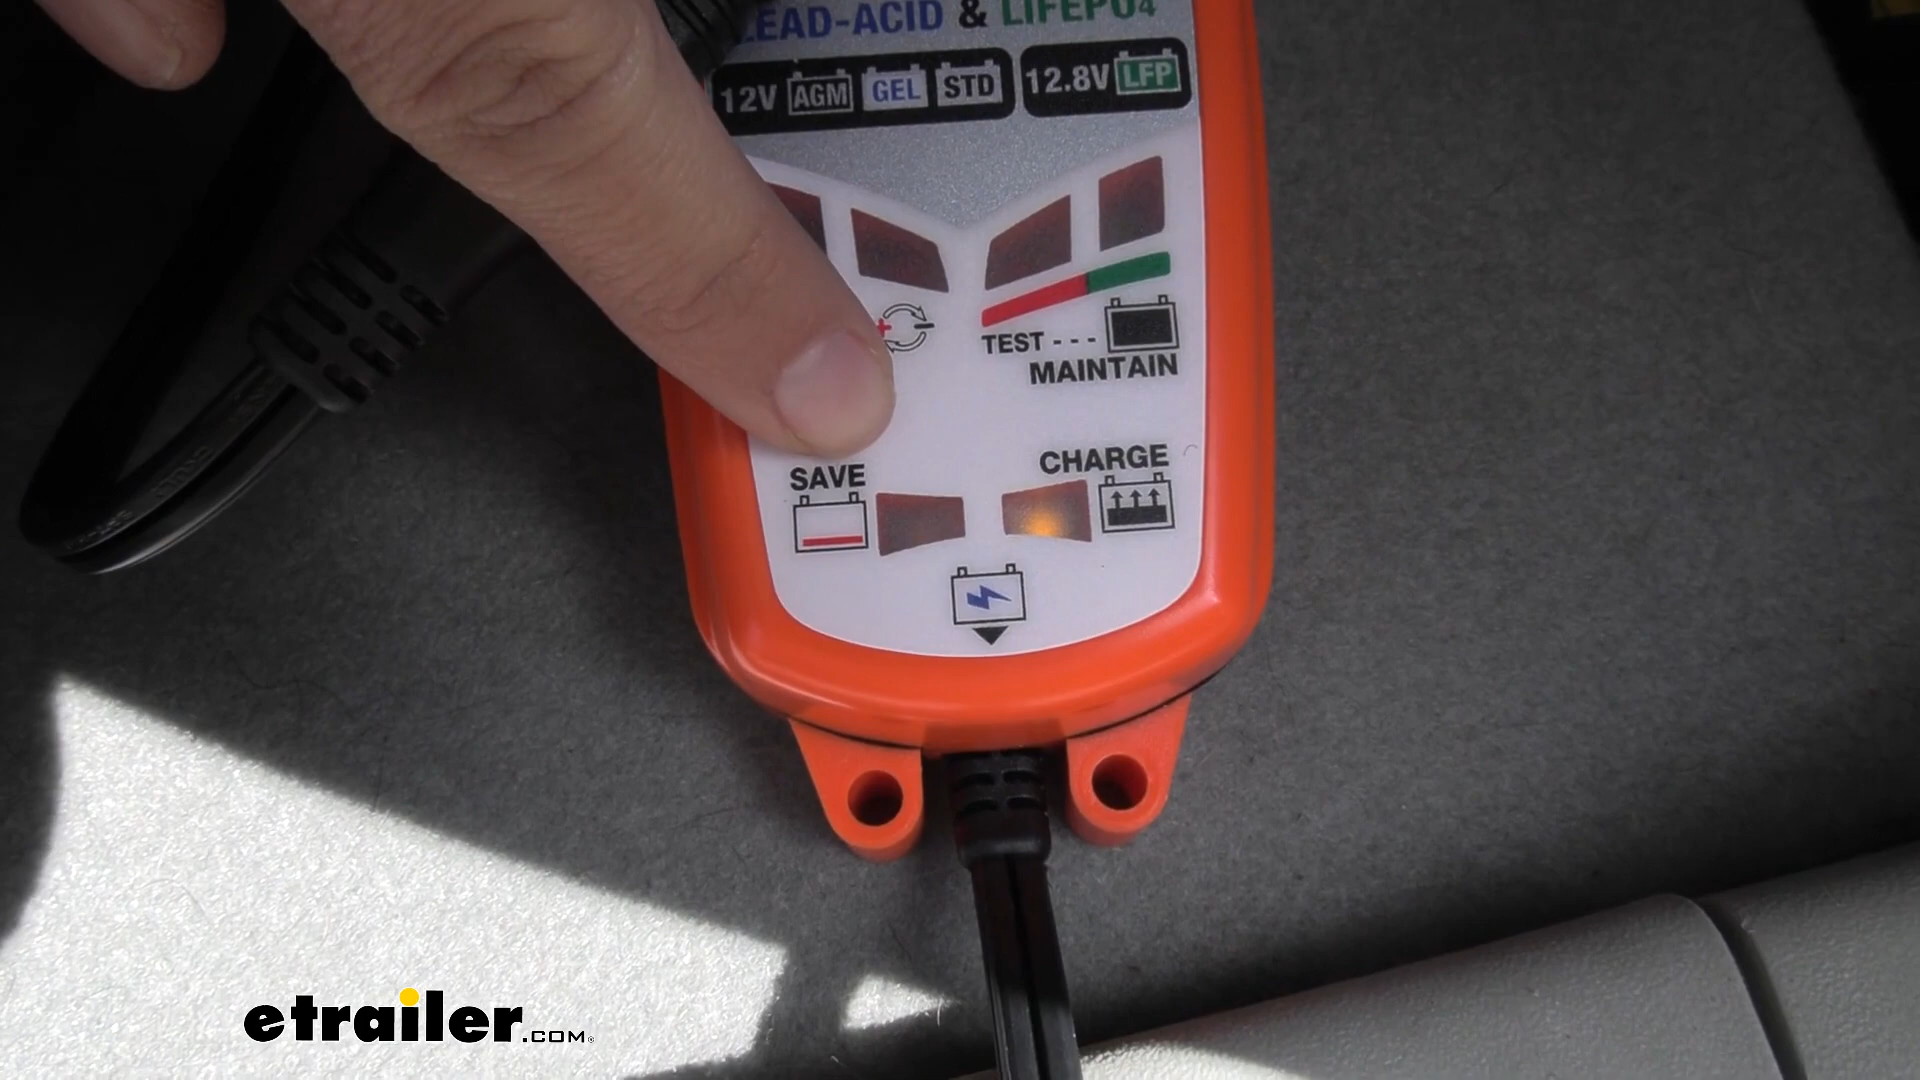 LEAD-ACID & LIFEPO4
12V AGM GEL STD 12.8V LFP
TEST ---
MAINTAIN
SAVE
CHARGE
etrailer.COM